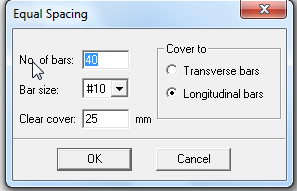 Equal Spacing
No. of bars: 40
Bar size: #10
Clear cover: 25 mm
Cover to
Transverse bars
Longitudinal bars
OK Cancel